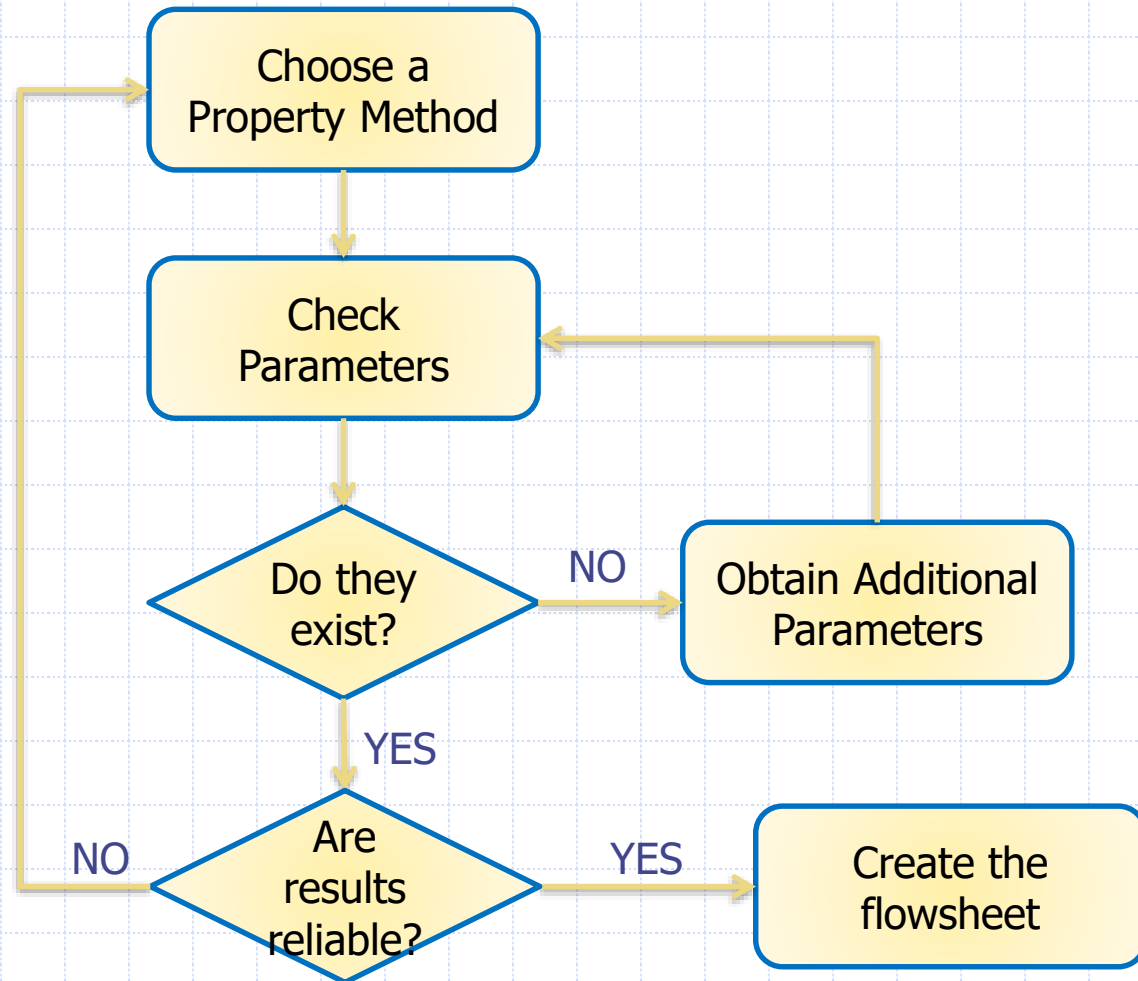 Choose a
Property Method
Check
Parameters
Do they
exist?
NO
Obtain Additional
Parameters
YES
Are
results
reliable?
NO
YES
Create the
flowsheet